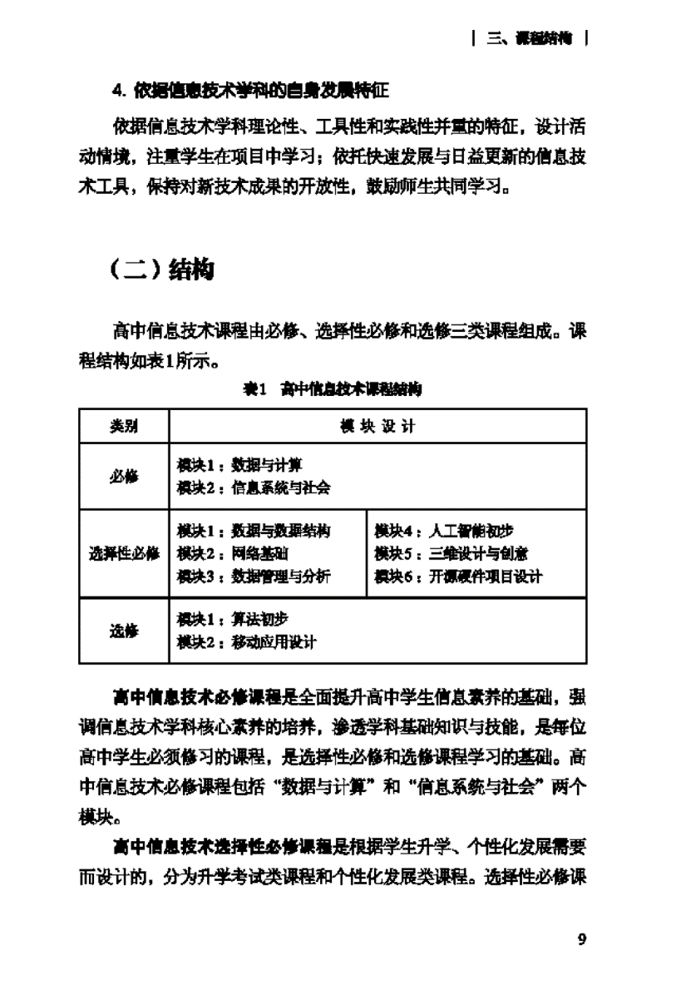 三、课程结构
4. 依据信息技术学科的自身发展特征
依据信息技术学科理论性、工具性和实践性并重的特征，设计活
动情境，注重学生在项目中学习；依托快速发展与日益更新的信息技
术工具，保持对新技术成果的开放性，鼓励师生共同学习。
（二）结构
高中信息技术课程由必修、选择性必修和选修三类课程组成。课
程结构如表1所示。
表1 高中信息技术课程结构
类别 模块设计
必修
模块1：数据与计算
模块2：信息系统与社会
选择性必修
模块1：数据与数据结构
模块2：网络基础
模块3：数据管理与分析
模块4：人工智能初步
模块5：三维设计与创意
模块6：开源硬件项目设计
选修
模块1：算法初步
模块2：移动应用设计
高中信息技术必修课程是全面提升高中学生信息素养的基础，强
调信息技术学科核心素养的培养，渗透学科基础知识与技能，是每位
高中学生必须修习的课程，是选择性必修和选修课程学习的基础。高
中信息技术必修课程包括“数据与计算”和“信息系统与社会”两个
模块。
高中信息技术选择性必修课程是根据学生升学、个性化发展需要
而设计的，分为升学考试类课程和个性化发展类课程。选择性必修课
9